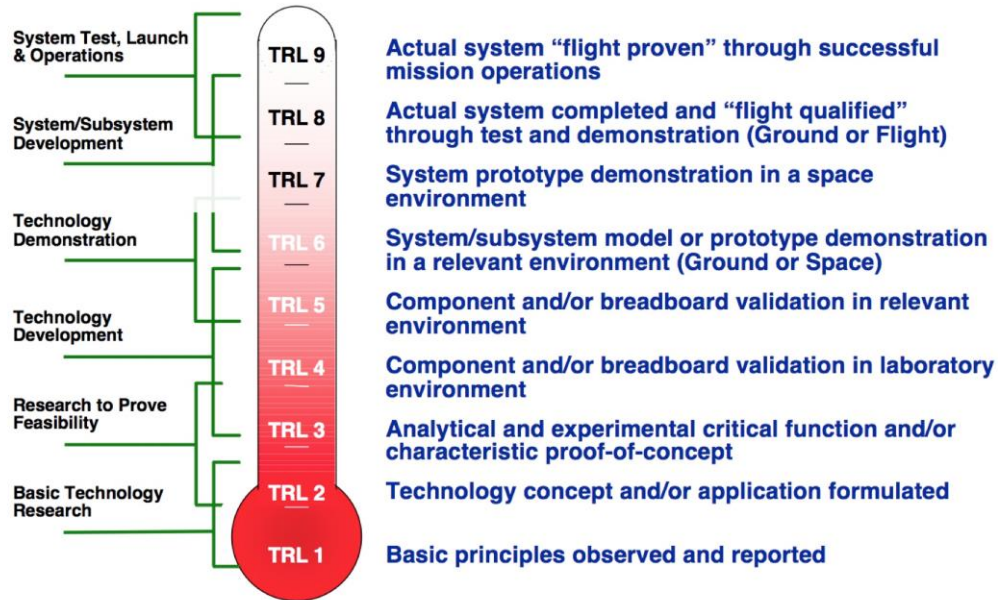 System Test, Launch
& Operations
System/Subsystem
Development
Technology
Demonstration
Technology
Development
Research to Prove
Feasibility
Basic Technology
Research
TRL 9
TRL 8
TRL 7
TRL 6
TRL 5
TRL 4
TRL 3
TRL 2
TRL 1
Actual system “flight proven” through successful
mission operations
Actual system completed and “flight qualified”
through test and demonstration (Ground or Flight)
System prototype demonstration in a space
environment
System/subsystem model or prototype demonstration
in a relevant environment (Ground or Space)
Component and/or breadboard validation in relevant
environment
Component and/or breadboard validation in laboratory
environment
Analytical and experimental critical function and/or
characteristic proof-of-concept
Technology concept and/or application formulated
Basic principles observed and reported